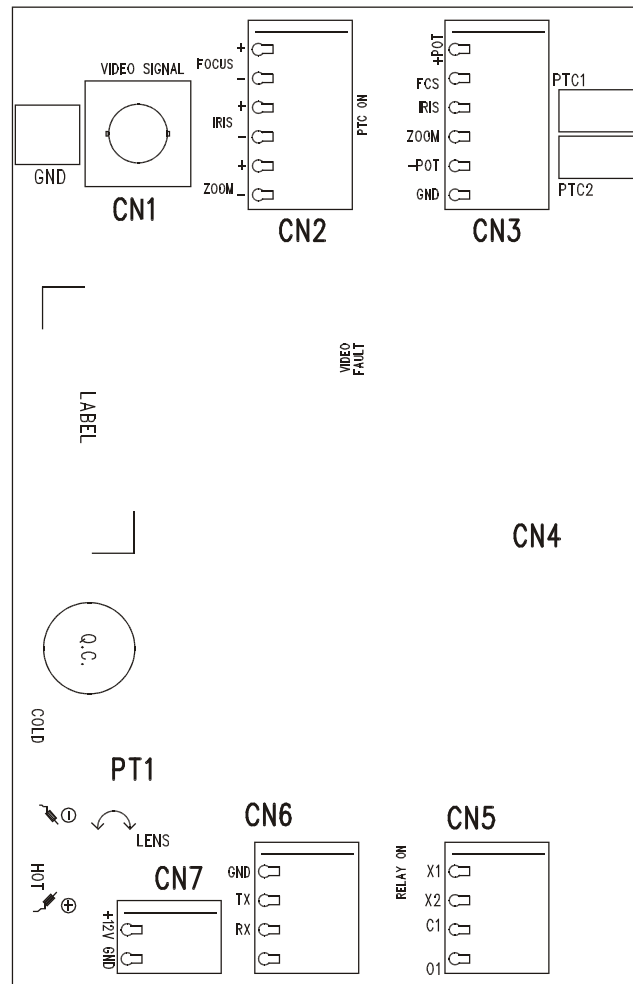 VIDEO SIGNAL
GND
CN1
+
FOCUS
-
+
IRIS
-
+
ZOOM -
PTC ON
CN2
+POT
FCS
IRIS
ZOOM
-POT
GND
CN3
PTC1
PTC2
VIDEO
FAULT
LABEL
CN4
Q.C.
COLD
PT1
-
LENS
HOT
+
CN7
+12V
GND
CN6
GND
TX
RX
CN5
RELAY ON
X1
X2
C1
O1